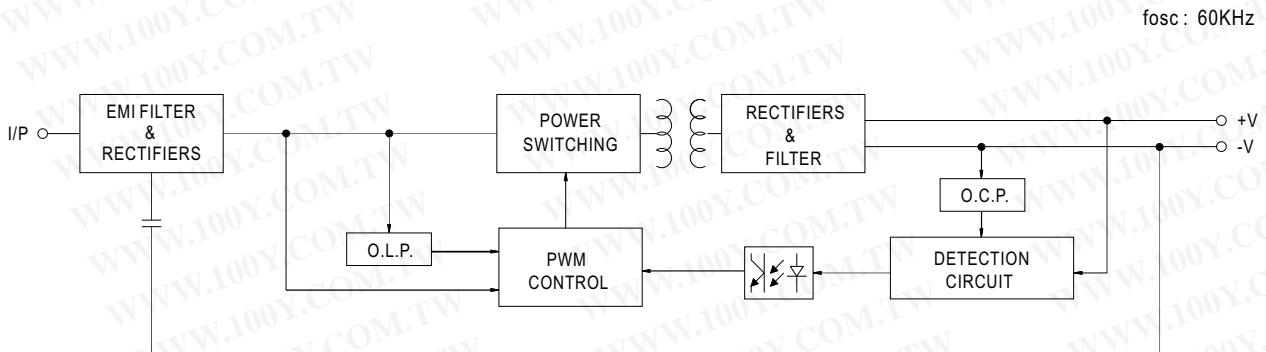 fosc : 60KHz
I/P
EMI FILTER
&
RECTIFIERS
POWER
SWITCHING
RECTIFIERS
&
FILTER
+V
-V
O.L.P.
PWM
CONTROL
O.C.P.
DETECTION
CIRCUIT
WWW.100Y.COM.TW